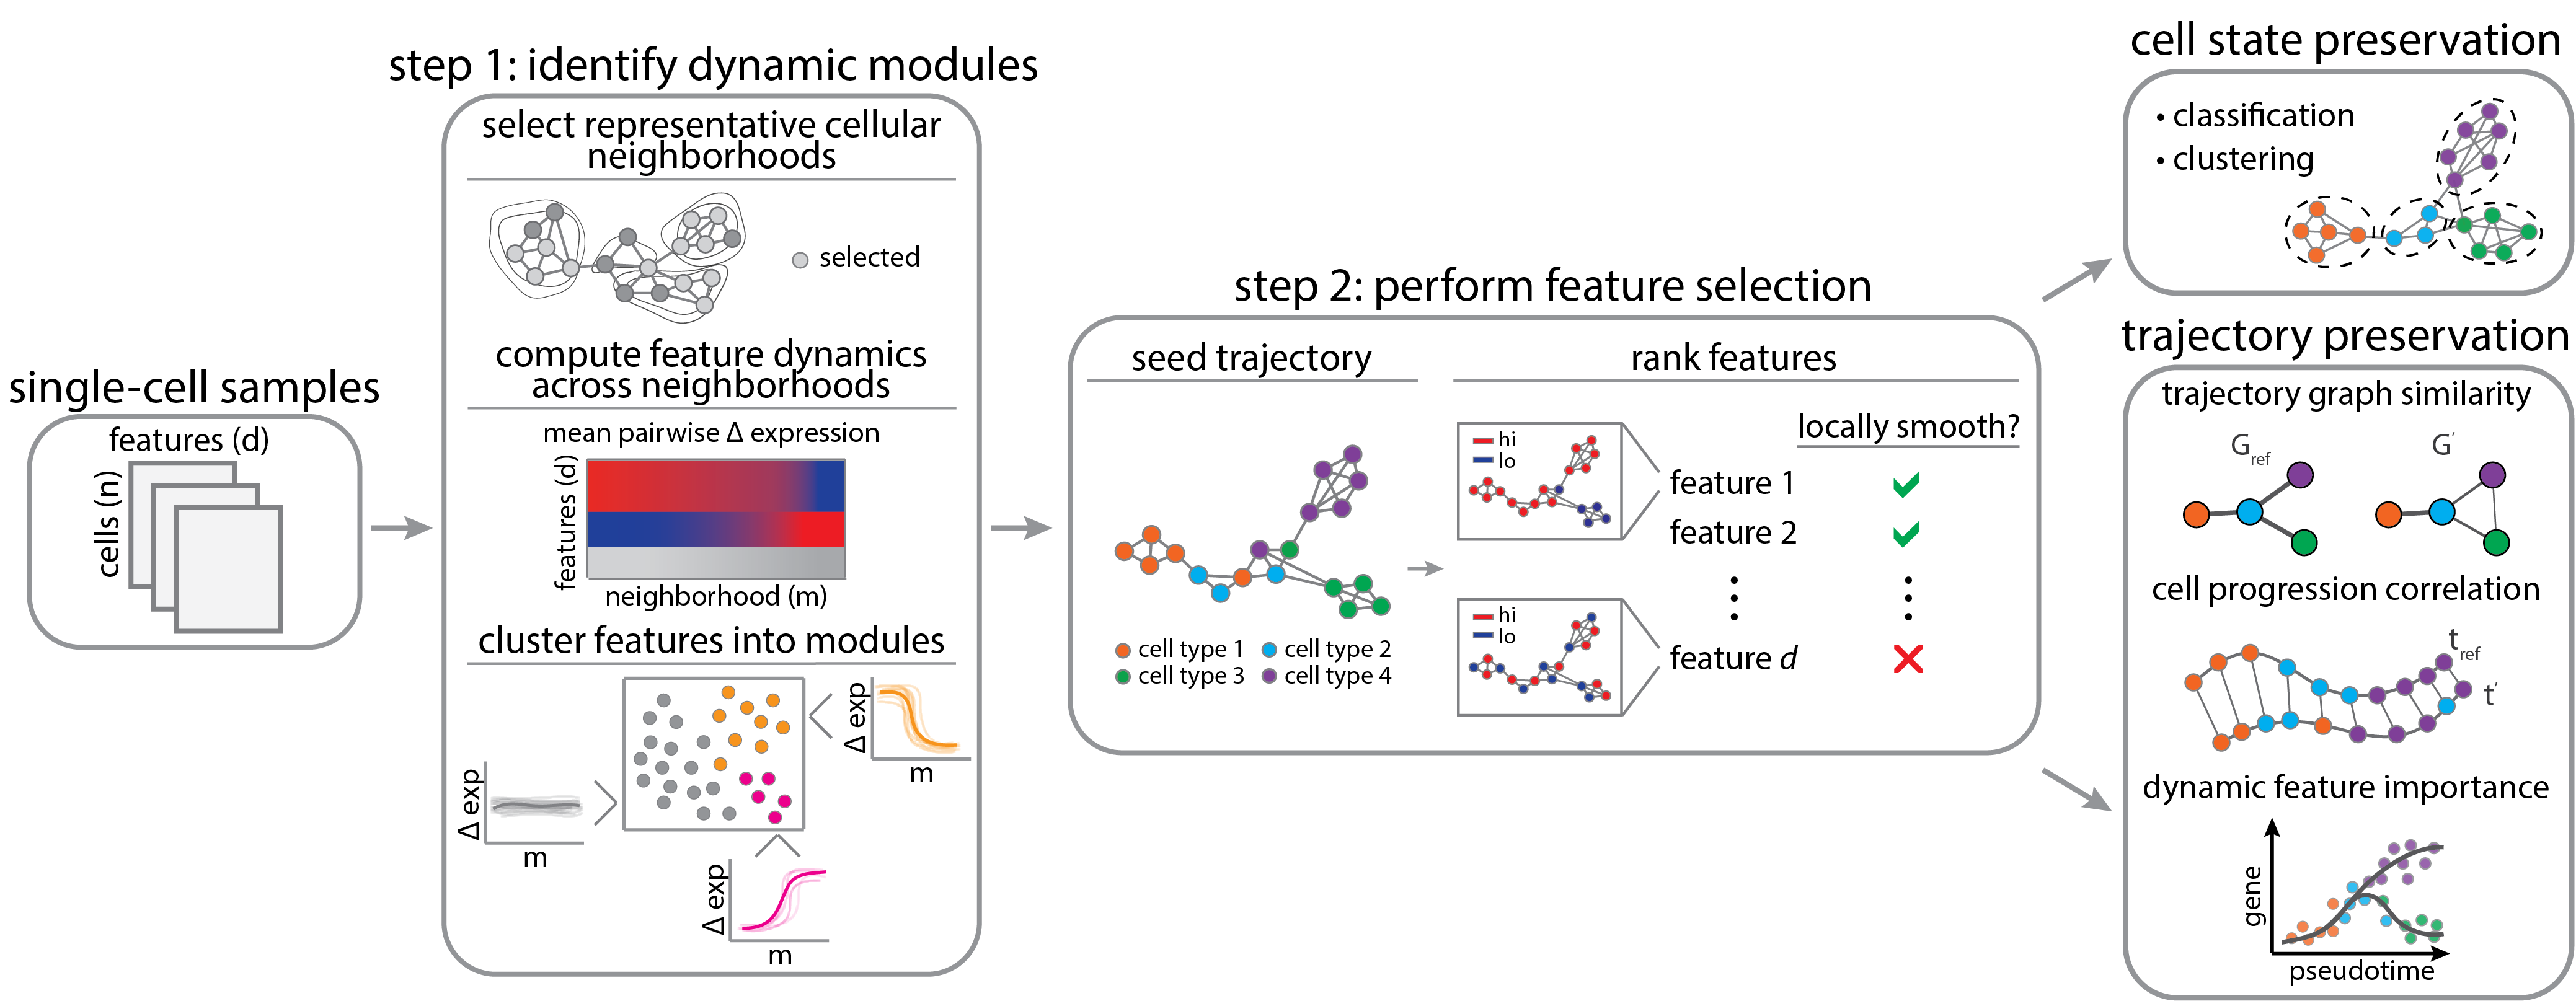 single-cell samples
features (d)
cells (n)
step 1: identify dynamic modules
select representative cellular
neighborhoods
selected
compute feature dynamics
across neighborhoods
mean pairwise Δ expression
features (d)
neighborhood (m)
cluster features into modules
Δ exp
m
Δ exp
m
Δ exp
m
step 2: perform feature selection
seed trajectory
cell type 1
cell type 2
cell type 3
cell type 4
rank features
locally smooth?
hi
lo
feature 1
feature 2
hi
lo
feature d
cell state preservation
• classification
• clustering
trajectory preservation
trajectory graph similarity
Gref
G′
cell progression correlation
tref
t′
dynamic feature importance
gene
pseudotime